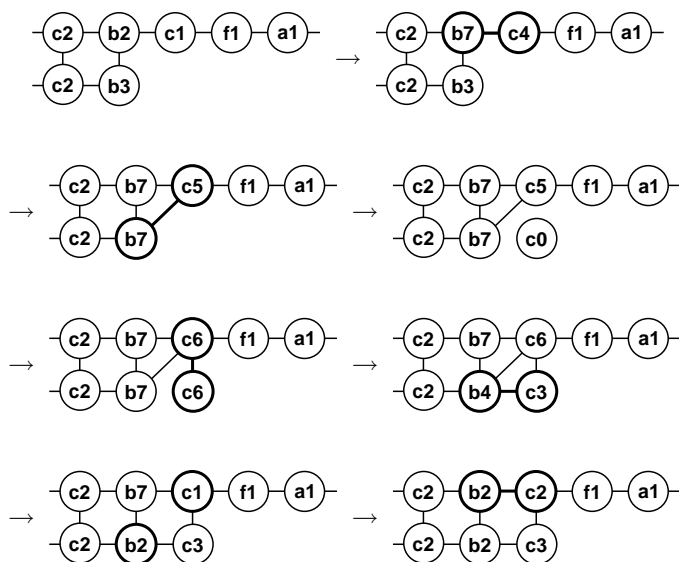 c2 b2 c1 f1 a1 → c2 b7 c4 f1 a1
c2 b3 c2 b3
→ c2 b7 c5 f1 a1 → c2 b7 c5 f1 a1
c2 b7 c2 b7 c0
→ c2 b7 c6 f1 a1 → c2 b7 c6 f1 a1
c2 b7 c6 c2 b4 c3
→ c2 b7 c1 f1 a1 → c2 b2 c2 f1 a1
c2 b2 c3 c2 b2 c3